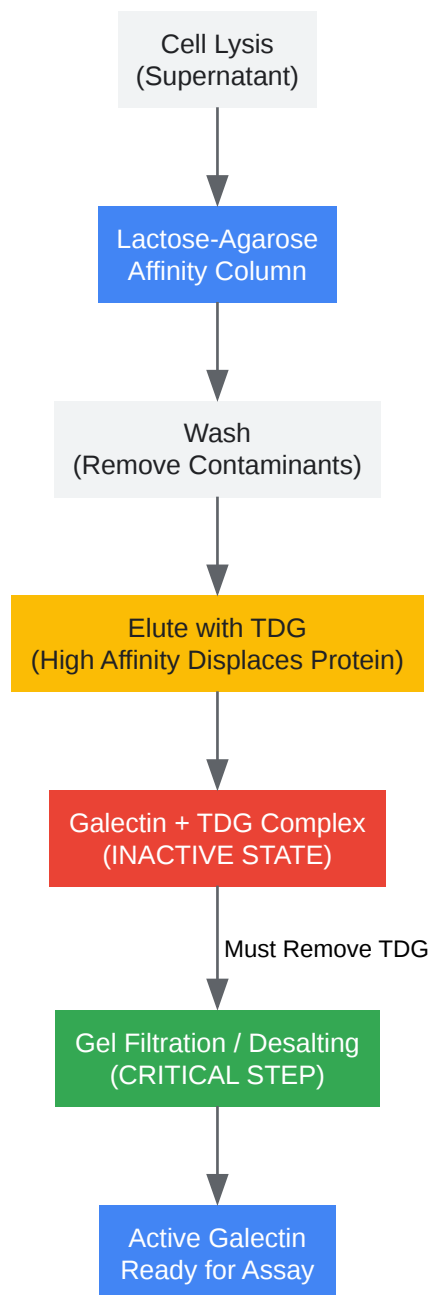 Cell Lysis
(Supernatant)
Lactose-Agarose
Affinity Column
Wash
(Remove Contaminants)
Elute with TDG
(High Affinity Displaces Protein)
Galectin + TDG Complex
(INACTIVE STATE)
Must Remove TDG
Gel Filtration / Desalting
(CRITICAL STEP)
Active Galectin
Ready for Assay